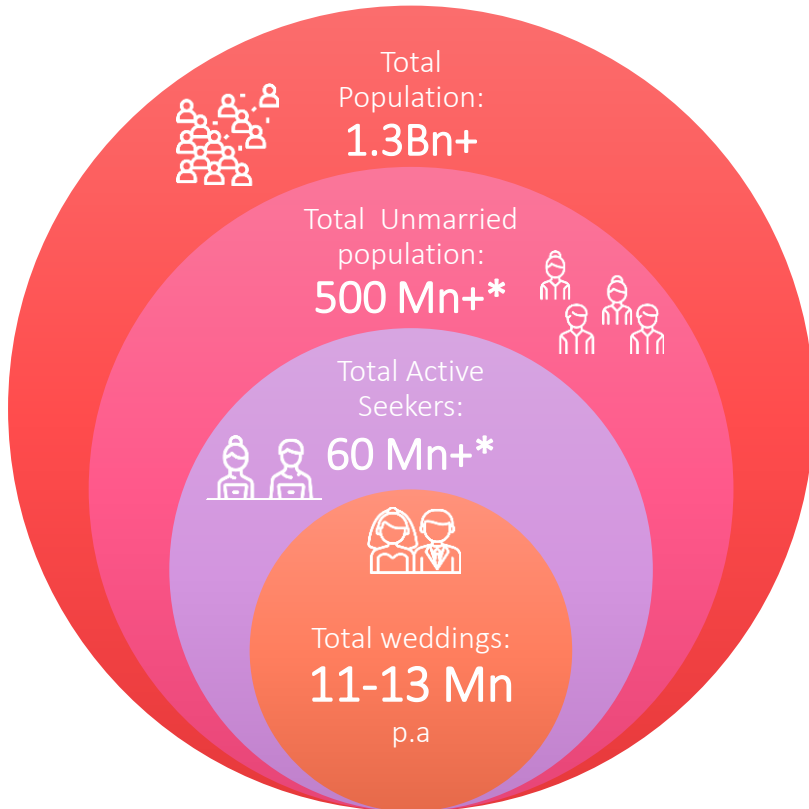 Total
Population:
1.3Bn+
Total Unmarried
population:
500 Mn+*
Total Active
Seekers:
60 Mn+*
Total weddings:
11-13 Mn
p.a